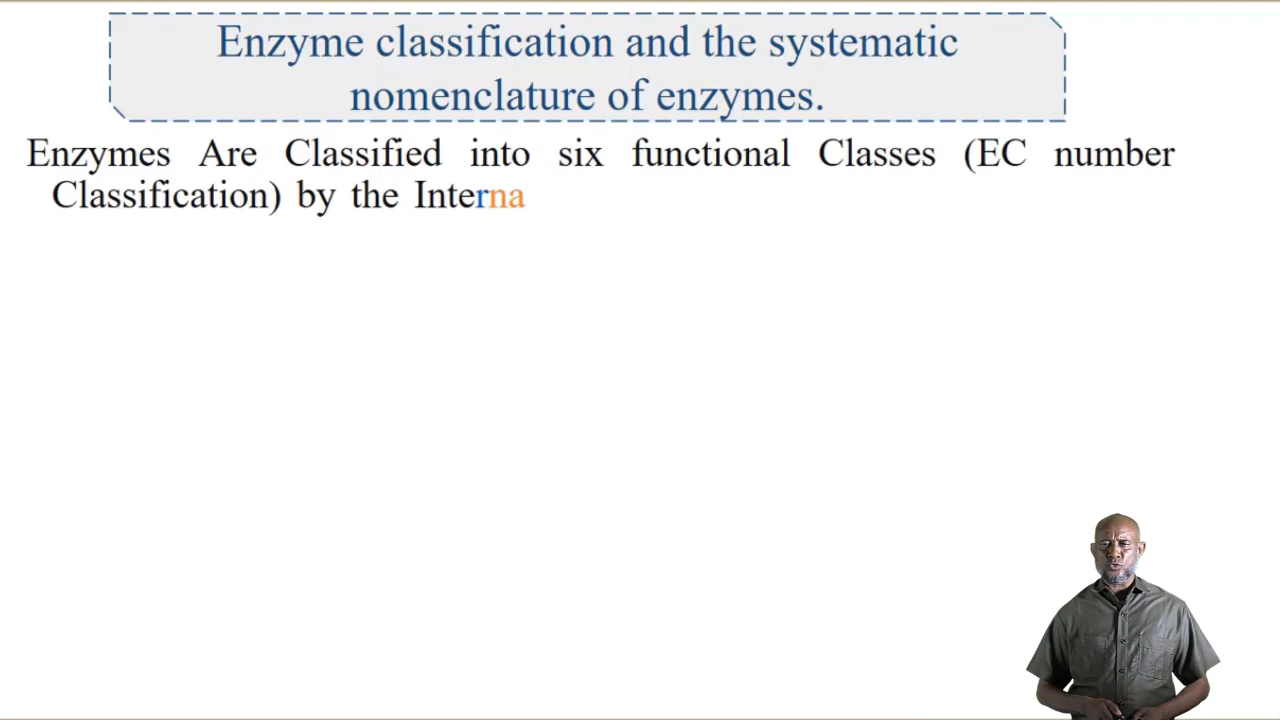 Enzyme classification and the systematic
nomenclature of enzymes.
Enzymes Are Classified into six functional Classes (EC number
Classification) by the Interna